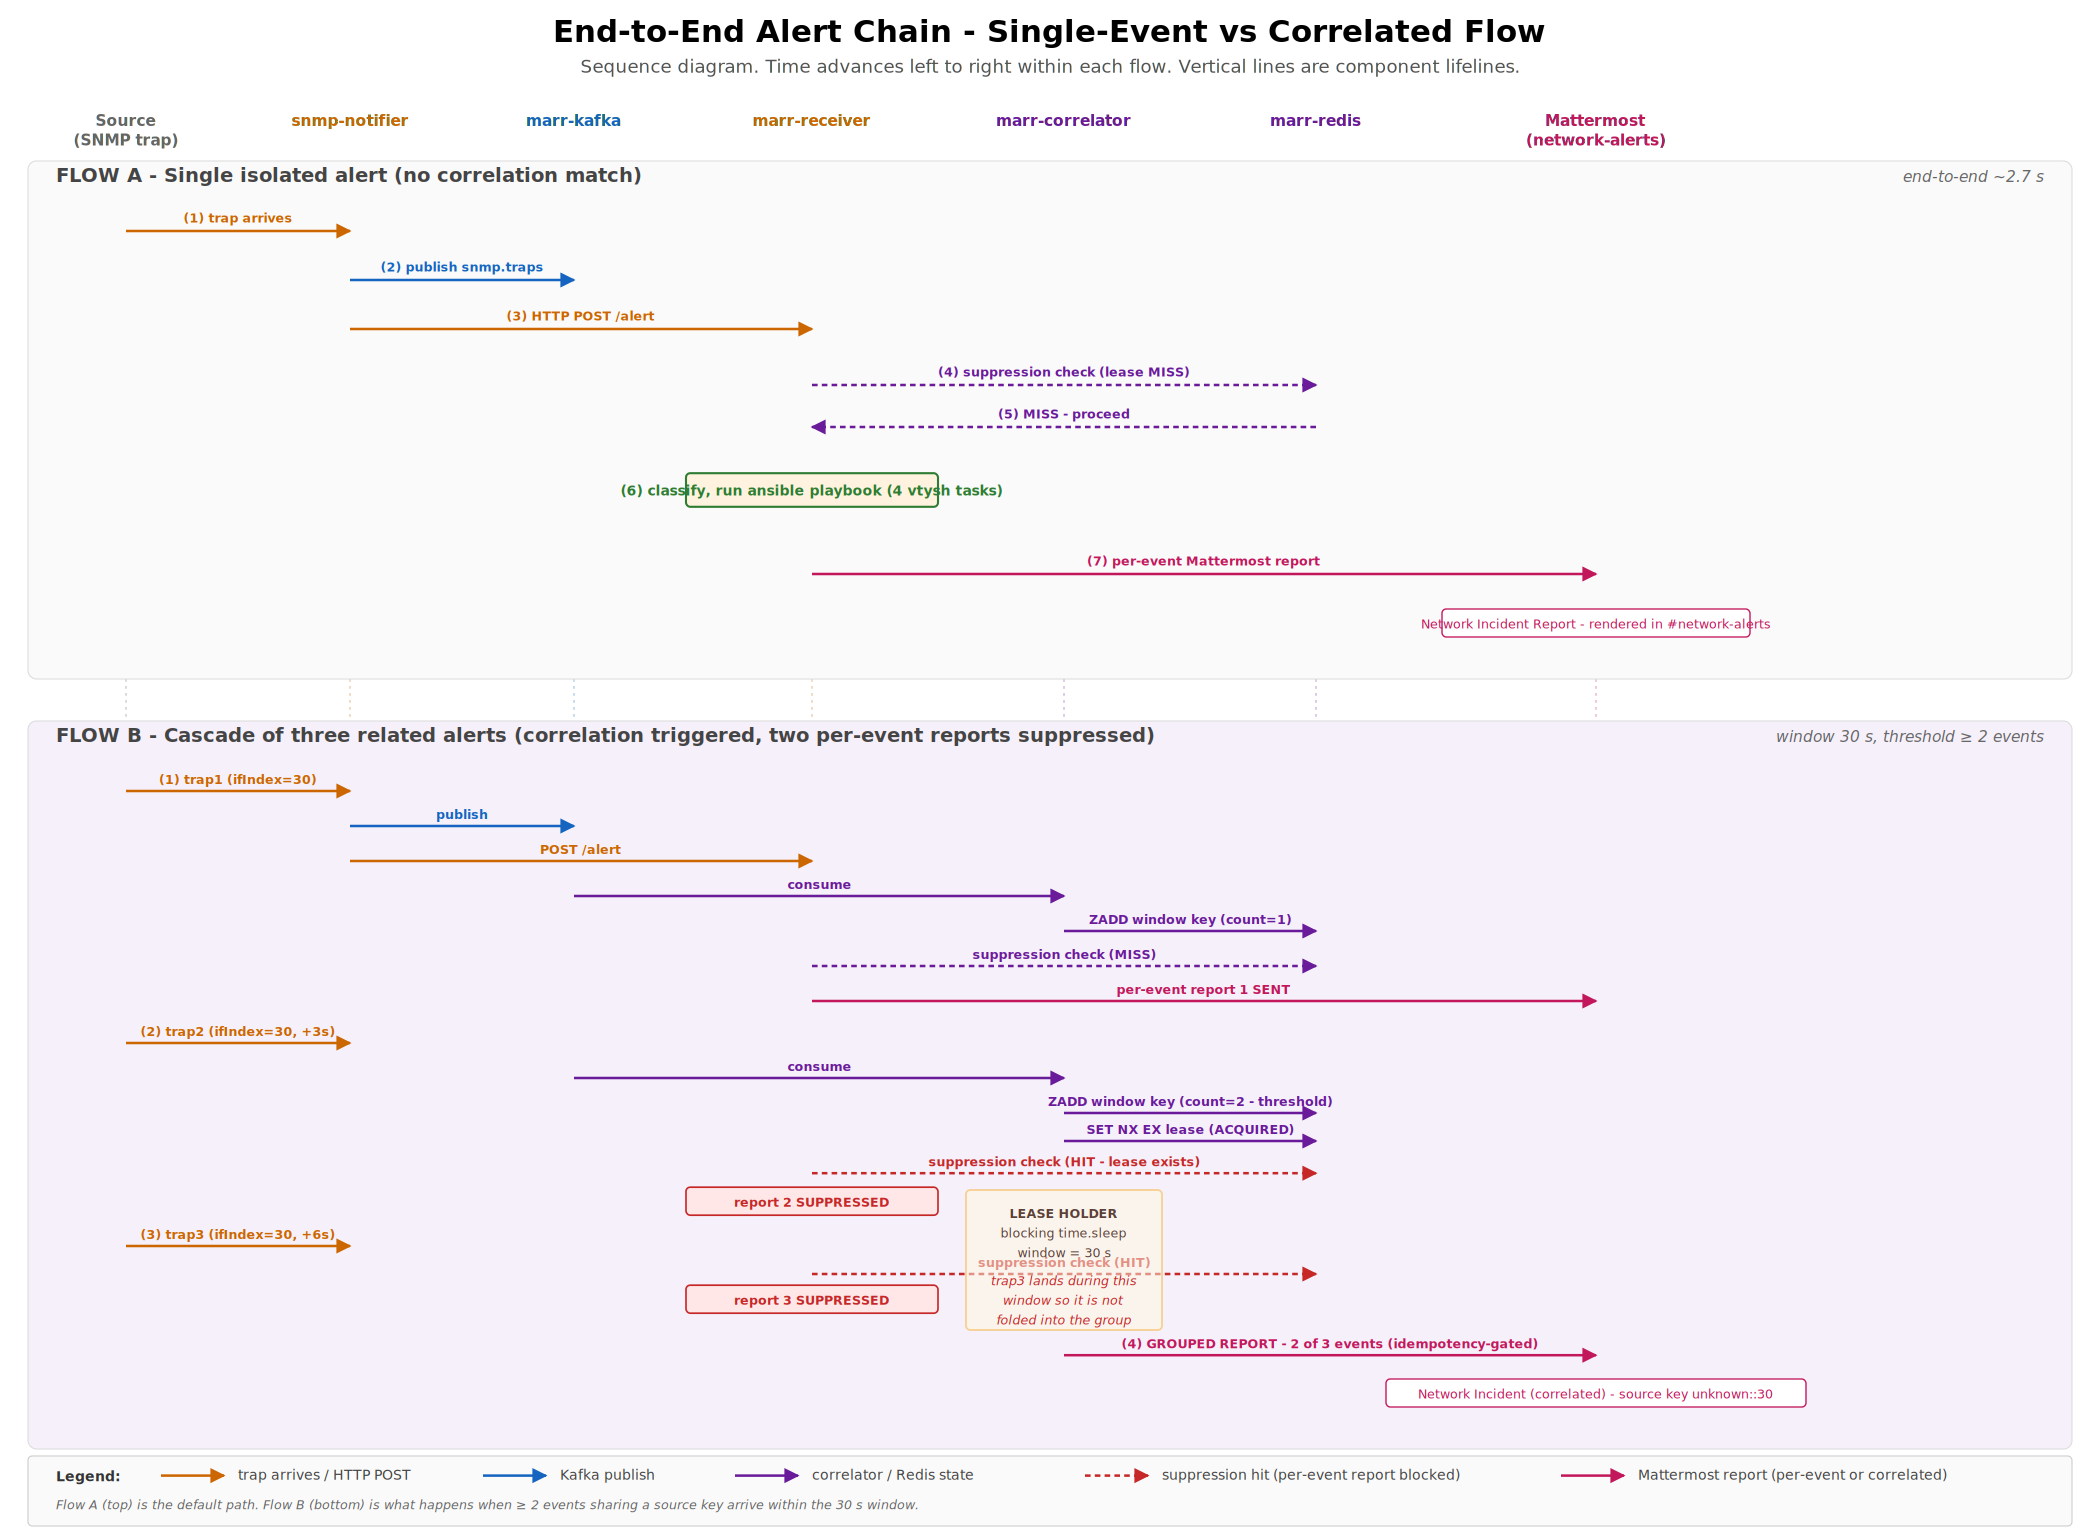 End-to-End Alert Chain - Single-Event vs Correlated Flow
Sequence diagram. Time advances left to right within each flow. Vertical lines are component lifelines.
Source
(SNMP trap)
snmp-notifier
marr-kafka
marr-receiver
marr-correlator
marr-redis
Mattermost
(network-alerts)
FLOW A - Single isolated alert (no correlation match)
end-to-end ~2.7 s
(1) trap arrives
(2) publish snmp.traps
(3) HTTP POST /alert
(4) suppression check (lease MISS)
(5) MISS - proceed
(6) classify, run ansible playbook (4 vtysh tasks)
(7) per-event Mattermost report
Network Incident Report - rendered in #network-alerts
FLOW B - Cascade of three related alerts (correlation triggered, two per-event reports suppressed)
window 30 s, threshold ≥ 2 events
(1) trap1 (ifIndex=30)
publish
POST /alert
consume
ZADD window key (count=1)
suppression check (MISS)
per-event report 1 SENT
(2) trap2 (ifIndex=30, +3s)
consume
ZADD window key (count=2 - threshold)
SET NX EX lease (ACQUIRED)
suppression check (HIT - lease exists)
report 2 SUPPRESSED
LEASE HOLDER
blocking time.sleep
window = 30 s
(3) trap3 (ifIndex=30, +6s)
suppression check (HIT)
trap3 lands during this
window so it is not
folded into the group
report 3 SUPPRESSED
(4) GROUPED REPORT - 2 of 3 events (idempotency-gated)
Network Incident (correlated) - source key unknown::30
Legend:
trap arrives / HTTP POST
Kafka publish
correlator / Redis state
suppression hit (per-event report blocked)
Mattermost report (per-event or correlated)
Flow A (top) is the default path. Flow B (bottom) is what happens when ≥ 2 events sharing a source key arrive within the 30 s window.